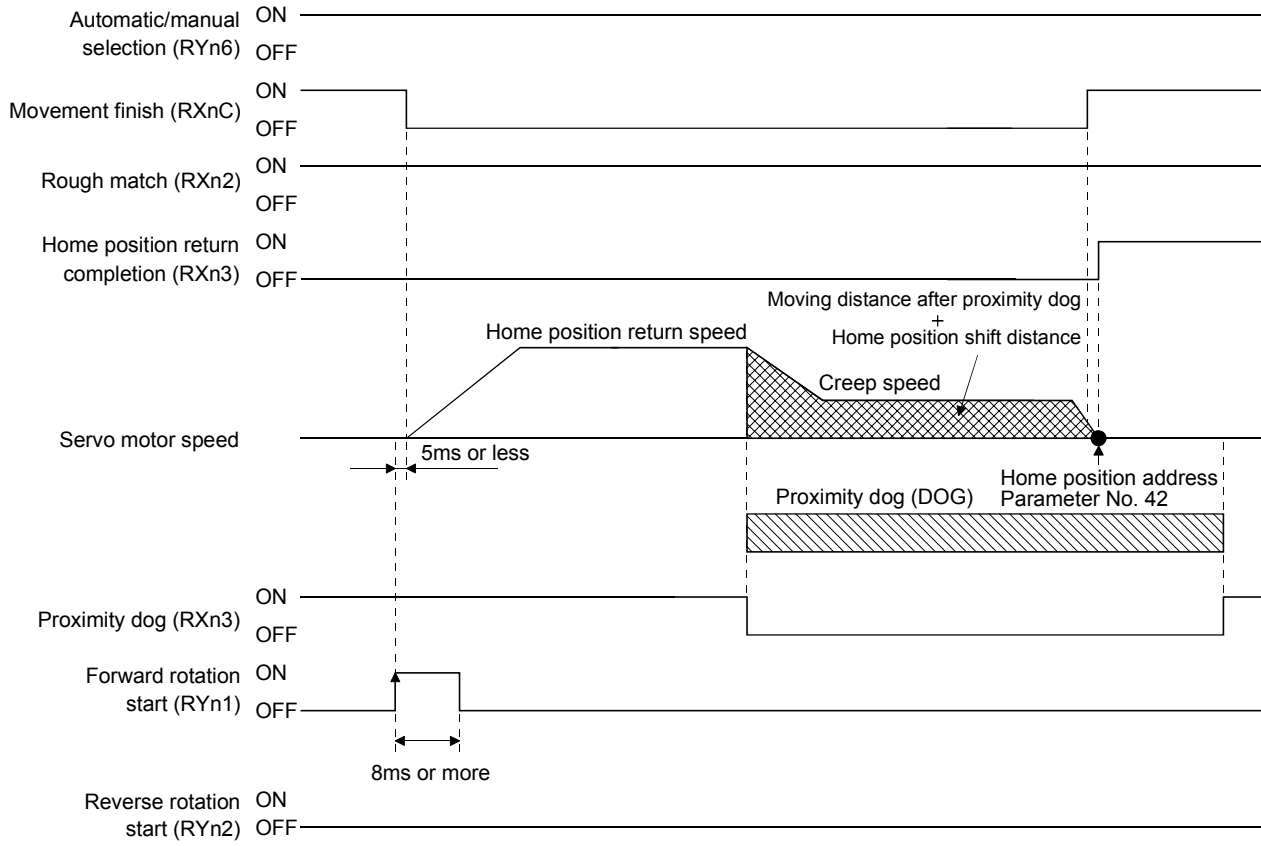 Automatic/manual
selection (RYn6)
ON
OFF
Movement finish (RXnC)
ON
OFF
Rough match (RXn2)
ON
OFF
Home position return
completion (RXn3)
ON
OFF
Moving distance after proximity dog
+
Home position shift distance
Home position return speed
Creep speed
Servo motor speed
5ms or less
Home position address
Parameter No. 42
Proximity dog (DOG)
Proximity dog (RXn3)
ON
OFF
Forward rotation
start (RYn1)
ON
OFF
8ms or more
Reverse rotation
start (RYn2)
ON
OFF